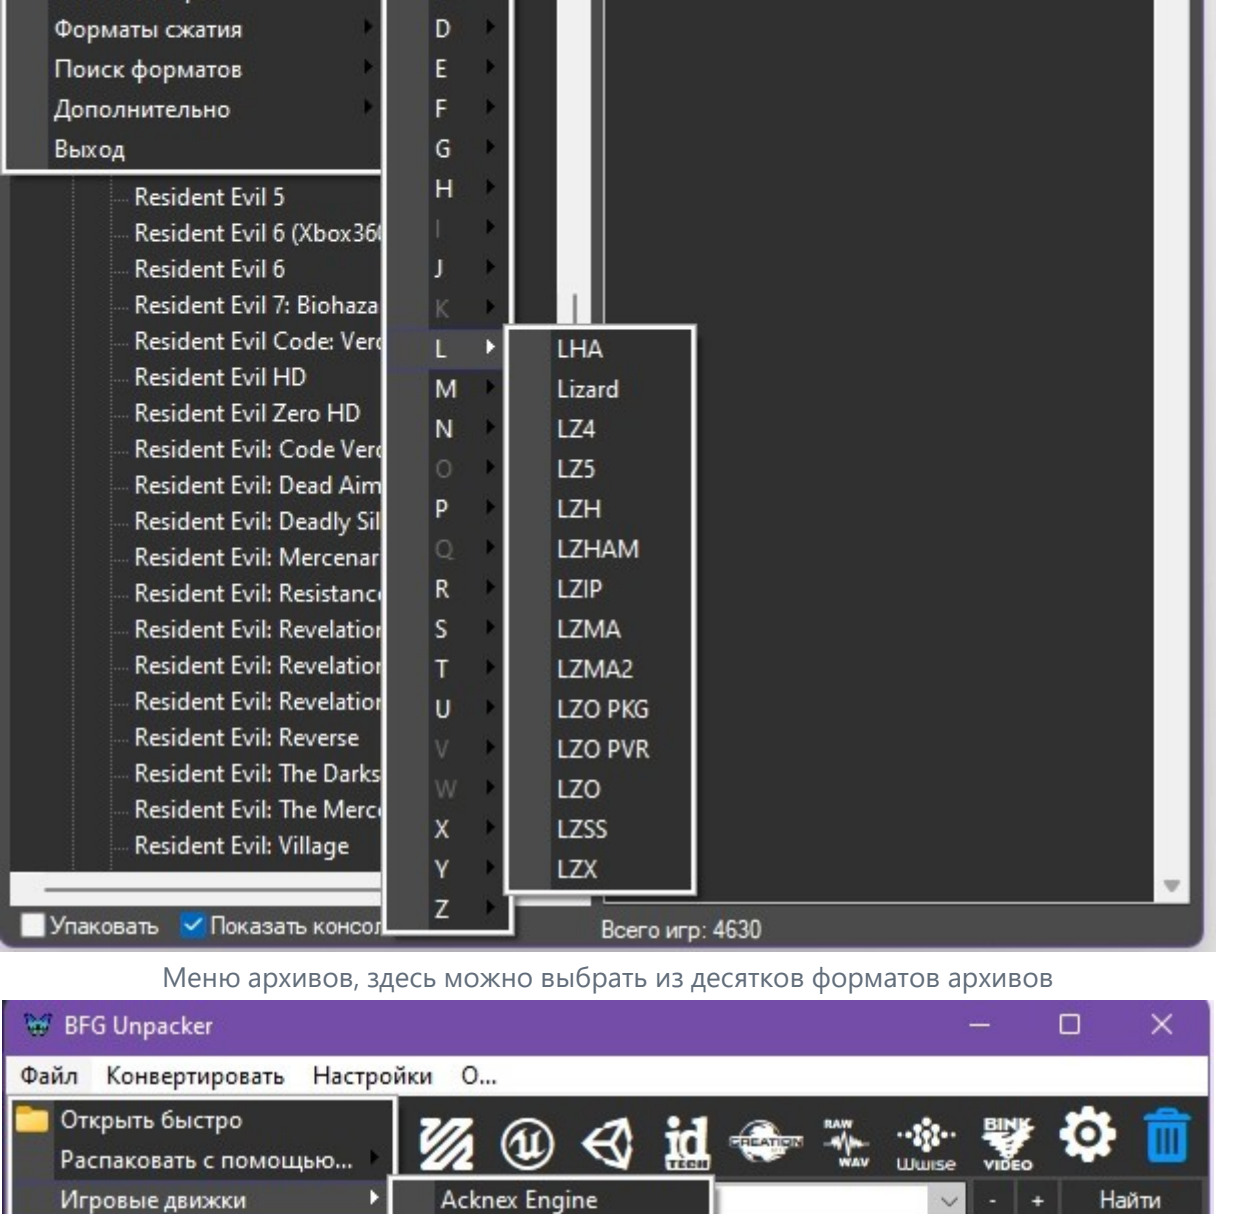 Форматы сжатия
Поиск форматов
Дополнительно
Выход
Resident Evil 5
Resident Evil 6 (Xbox36
Resident Evil 6
Resident Evil 7: Biohaza
Resident Evil Code: Ver
Resident Evil HD
Resident Evil Zero HD
Resident Evil: Code Ver
Resident Evil: Dead Aim
Resident Evil: Deadly Sil
Resident Evil: Mercenar
Resident Evil: Resistanc
Resident Evil: Revelation
Resident Evil: Revelation
Resident Evil: Revelation
Resident Evil: Reverse
Resident Evil: The Darks
Resident Evil: The Merc
Resident Evil: Village
D
E
F
G
H
I
J
K
L
M
N
O
P
Q
R
S
T
U
V
W
X
Y
Z
LHA
Lizard
LZ4
LZ5
LZH
LZHAM
LZIP
LZMA
LZMA2
LZO PKG
LZO PVR
LZO
LZSS
LZX
Упаковать Показать консол
Всего игр: 4630
Меню архивов, здесь можно выбрать из десятков форматов архивов
BFG Unpacker
Файл Конвертировать Настройки О...
Открыть быстро
Распаковать с помощью...
Игровые движки
id TECH
CREATION
RAW WAV
Wwise
BINK VIDEO
Acknex Engine
- + Найти